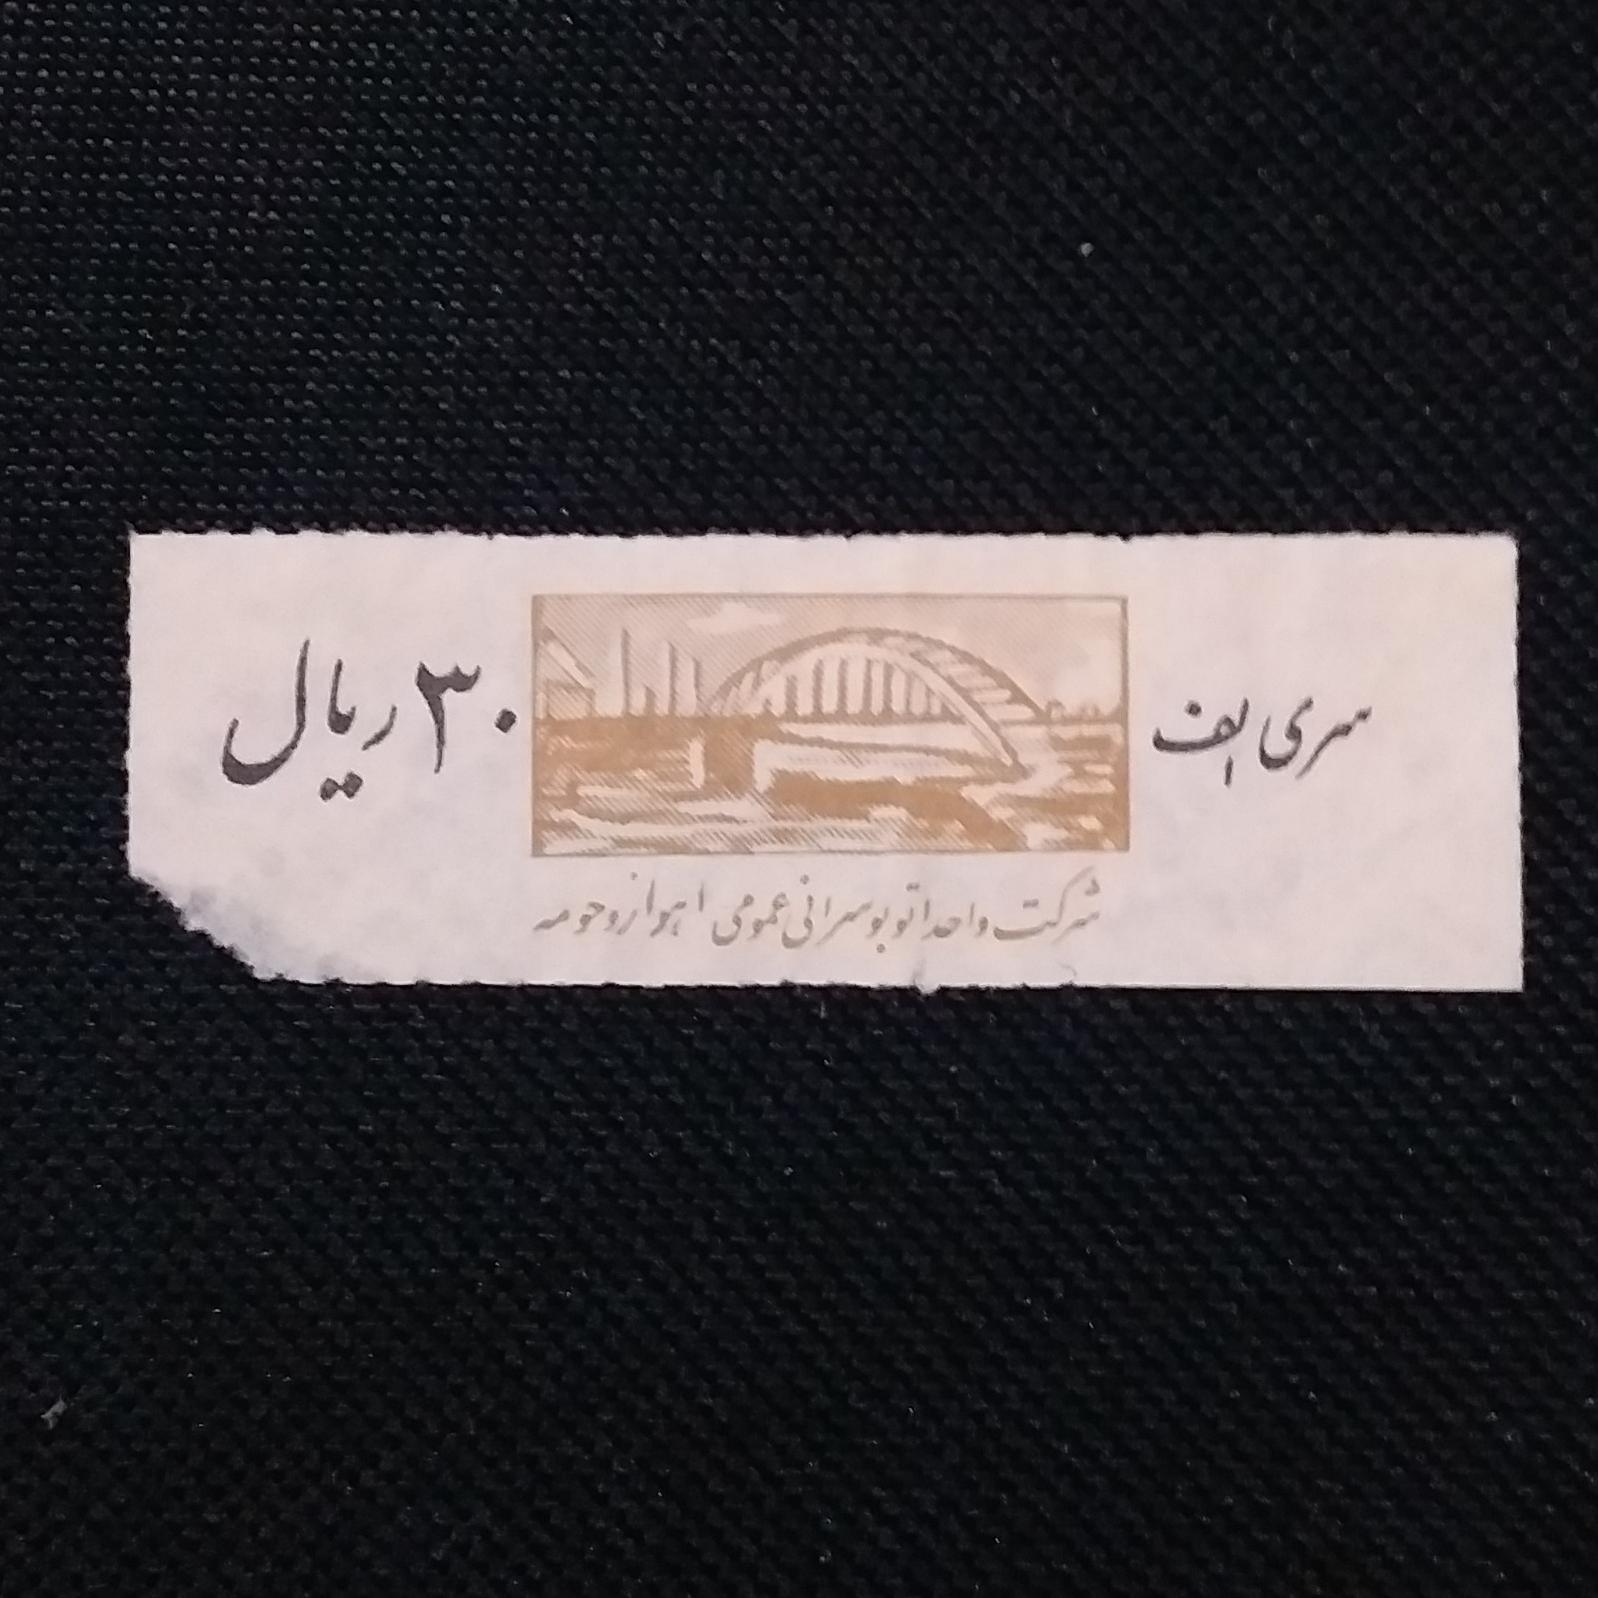 سری الف
۳۰ ریال
شرکت واحد اتوبوسرانی عمومی اهواز و حومه